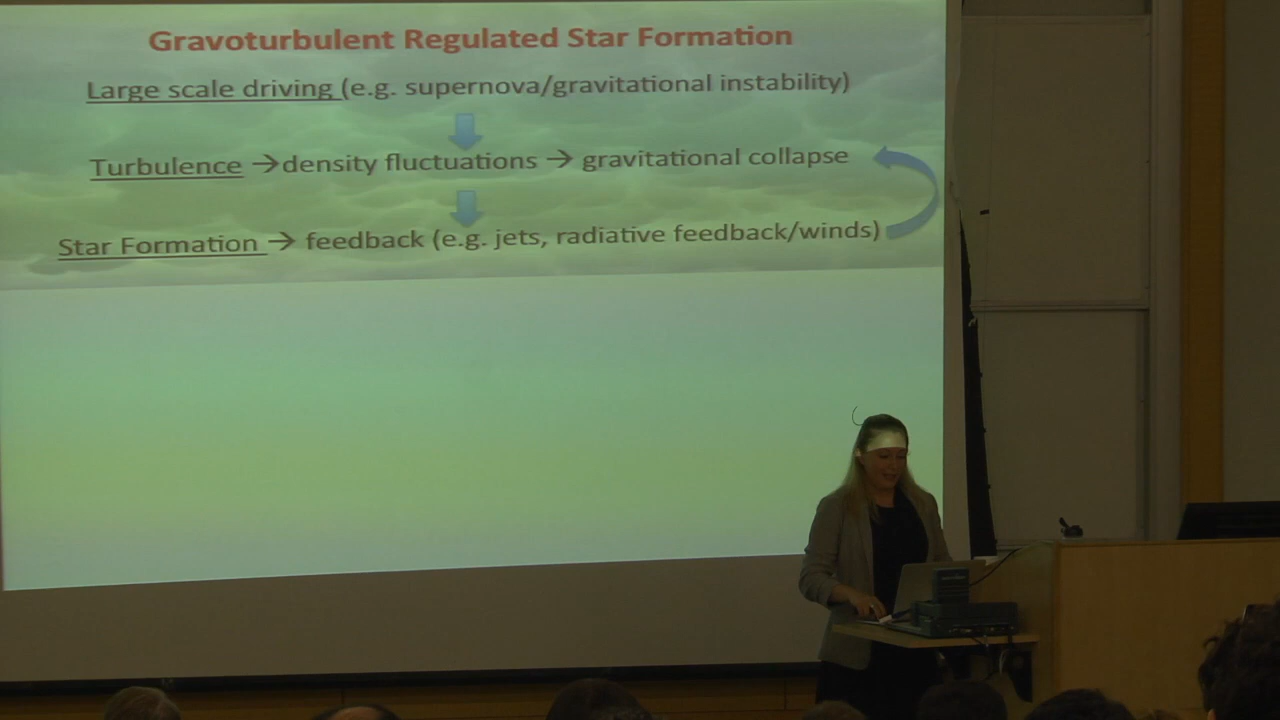 Gravoturbulent Regulated Star Formation
Large scale driving (e.g. supernova/gravitational instability)
Turbulence → density fluctuations → gravitational collapse
Star Formation → feedback (e.g. jets, radiative feedback/winds)